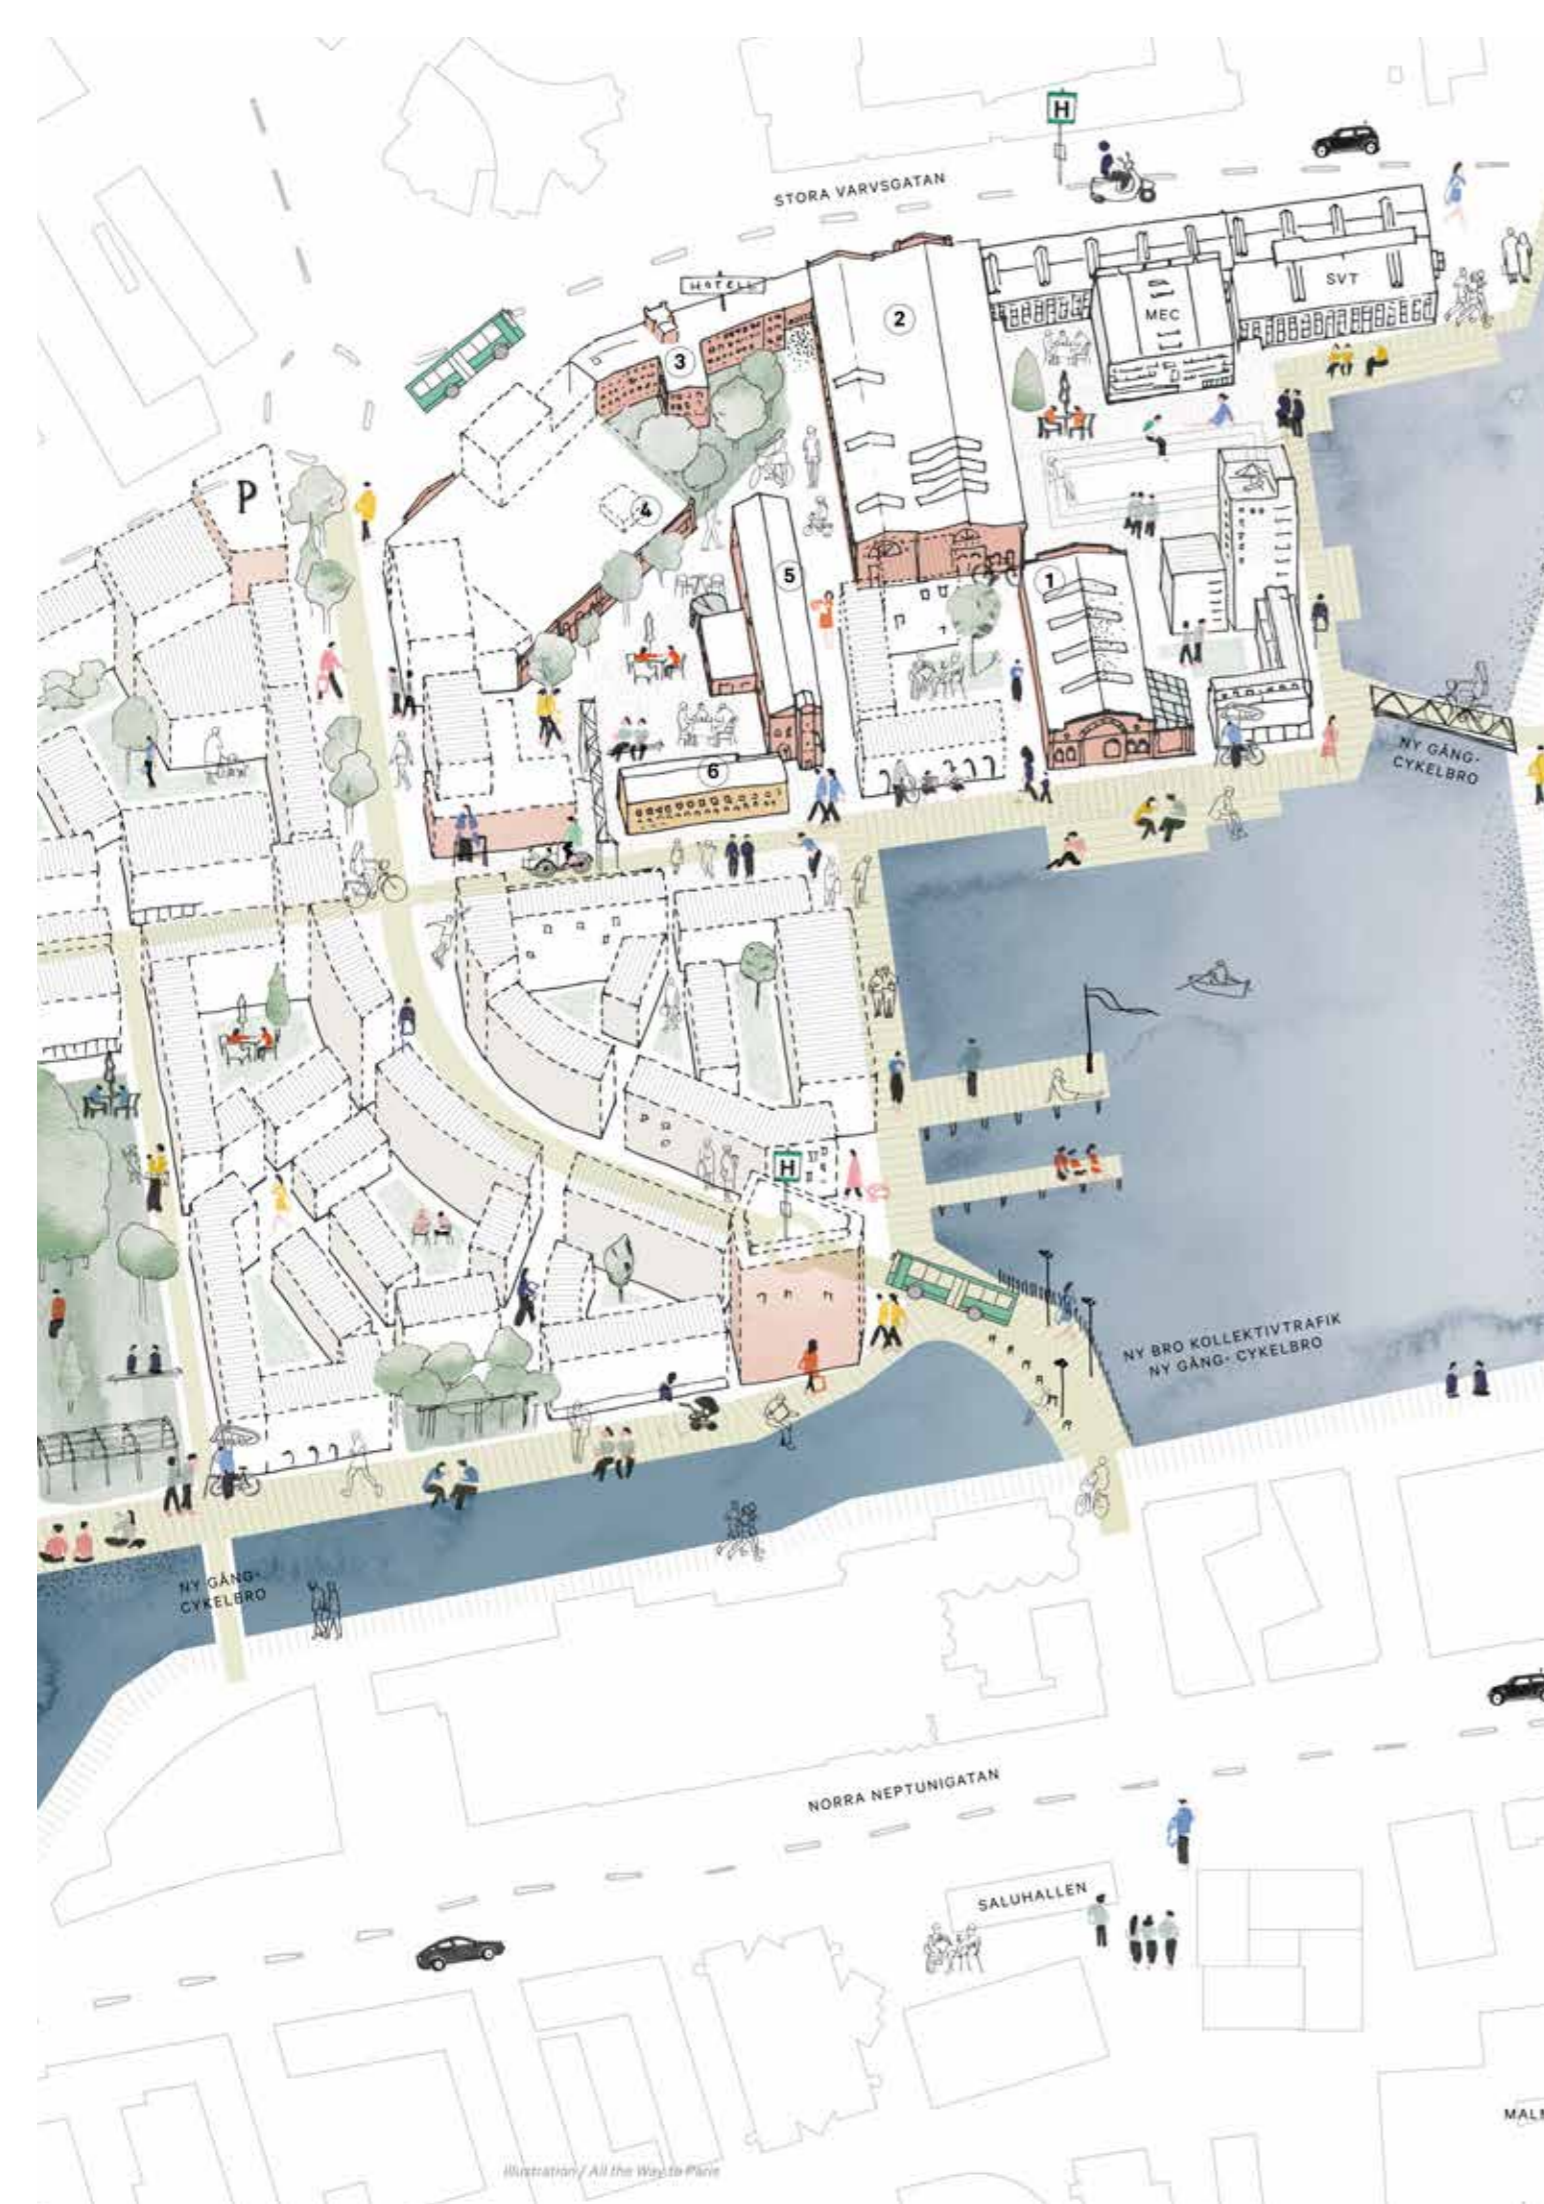 H
STORA VARVSGATAN
HOTELL
2
SVT
MEC
3
P
4
5
1
NY GÅNG-
CYKELBRO
6
H
NY BRO KOLLEKTIVTRAFIK
NY GÅNG- CYKELBRO
NY GÅNG-
CYKELBRO
NORRA NEPTUNIGATAN
SALUHALLEN
Illustration / All the Way to Paris